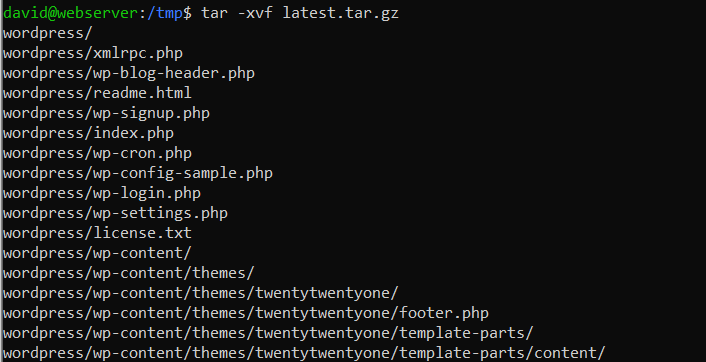 david@webserver:/tmp$ tar -xvf latest.tar.gz
wordpress/
wordpress/xmlrpc.php
wordpress/wp-blog-header.php
wordpress/readme.html
wordpress/wp-signup.php
wordpress/index.php
wordpress/wp-cron.php
wordpress/wp-config-sample.php
wordpress/wp-login.php
wordpress/wp-settings.php
wordpress/license.txt
wordpress/wp-content/
wordpress/wp-content/themes/
wordpress/wp-content/themes/twentytwentyone/
wordpress/wp-content/themes/twentytwentyone/footer.php
wordpress/wp-content/themes/twentytwentyone/template-parts/
wordpress/wp-content/themes/twentytwentyone/template-parts/content/